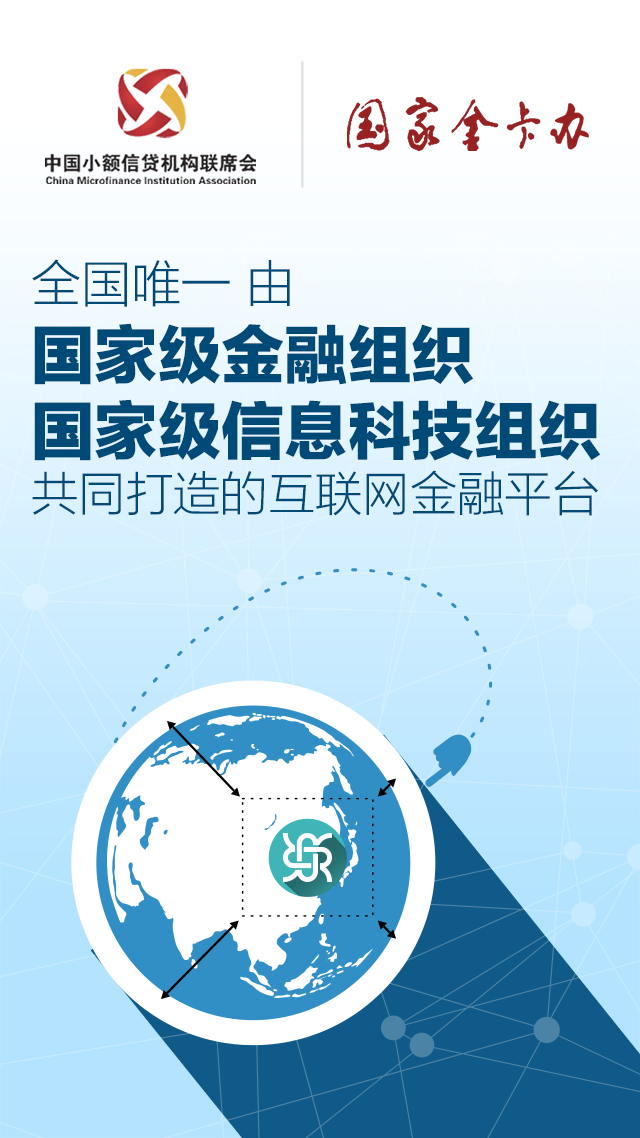 中国小额信贷机构联席会
China Microfinance Institution Association
国家金卡办
全国唯一 由
国家级金融组织
国家级信息科技组织
共同打造的互联网金融平台